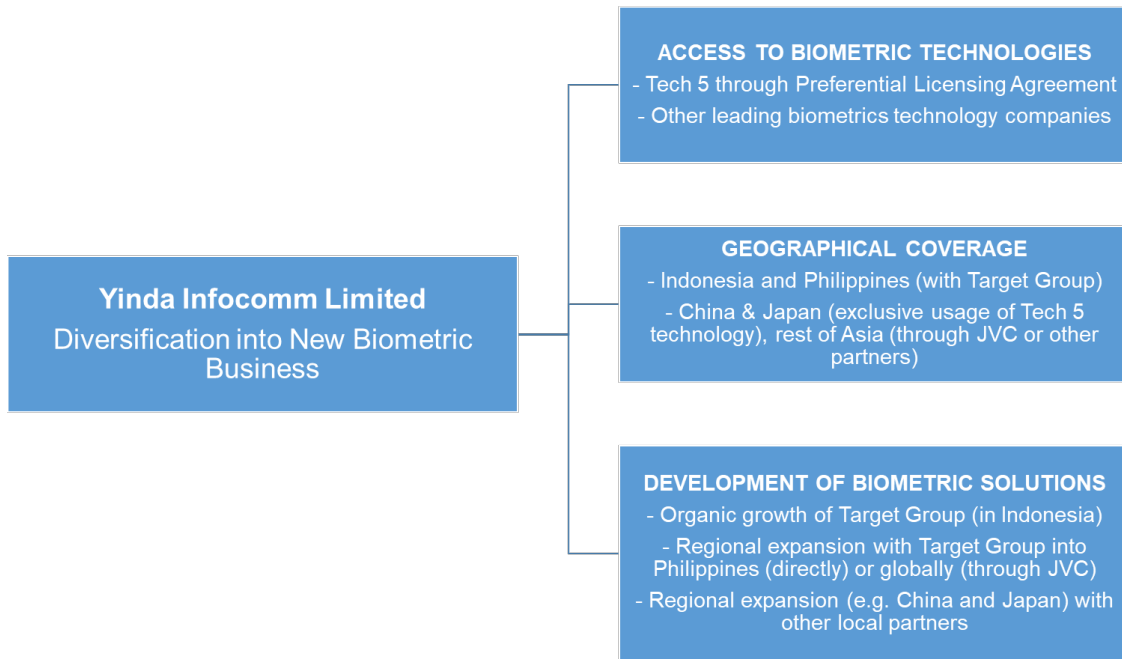 Yinda Infocomm Limited
Diversification into New Biometric
Business
ACCESS TO BIOMETRIC TECHNOLOGIES
- Tech 5 through Preferential Licensing Agreement
- Other leading biometrics technology companies
GEOGRAPHICAL COVERAGE
- Indonesia and Philippines (with Target Group)
- China & Japan (exclusive usage of Tech 5
technology), rest of Asia (through JVC or other
partners)
DEVELOPMENT OF BIOMETRIC SOLUTIONS
- Organic growth of Target Group (in Indonesia)
- Regional expansion with Target Group into
Philippines (directly) or globally (through JVC)
- Regional expansion (e.g. China and Japan) with
other local partners